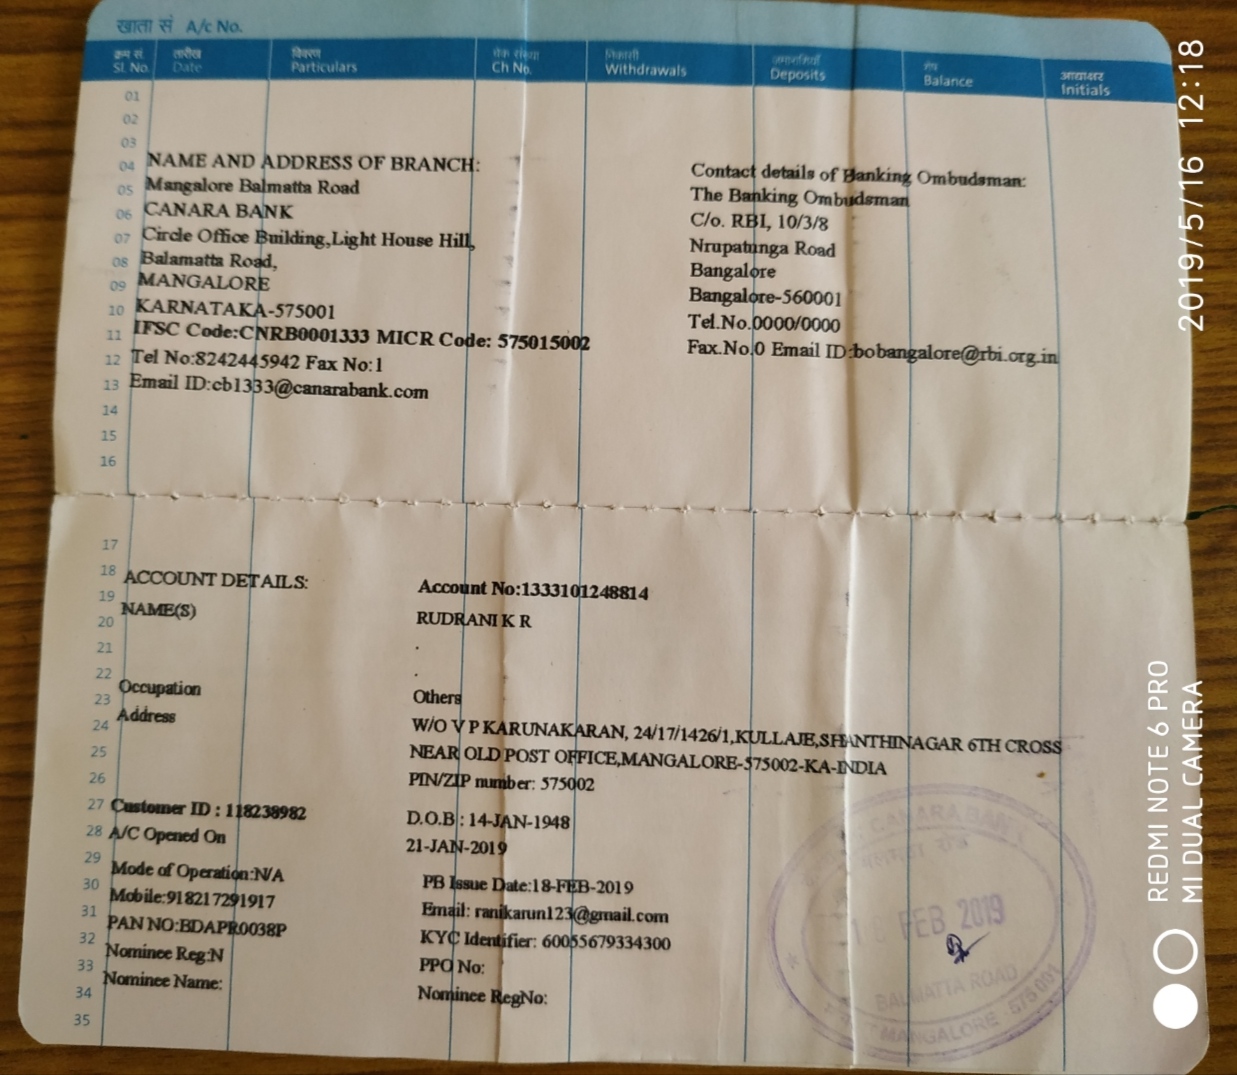 खाता सं A/c No.
क्रम सं. तारीख विवरण चेक संख्या निकासी जमाराशियाँ शेष आद्याक्षर
Sl. No. Date Particulars Ch No. Withdrawals Deposits Balance Initials
01
02
03
04 NAME AND ADDRESS OF BRANCH: Contact details of Banking Ombudsman:
05 Mangalore Balmatta Road The Banking Ombudsman
06 CANARA BANK C/o. RBI, 10/3/8
07 Circle Office Building,Light House Hill, Nrupatunga Road
08 Balamatta Road, Bangalore
09 MANGALORE Bangalore-560001
10 KARNATAKA-575001 Tel.No.0000/0000
11 IFSC Code:CNRB0001333 MICR Code: 575015002 Fax.No.0 Email ID:bobangalore@rbi.org.in
12 Tel No:8242445942 Fax No:1
13 Email ID:cb1333@canarabank.com
14
15
16
17
18 ACCOUNT DETAILS: Account No:1333101248814
19 NAME(S) RUDRANI K R
20
21 .
22 .
23 Occupation Others
24 Address W/O V P KARUNAKARAN, 24/17/1426/1,KULLAJE,SHANTHINAGAR 6TH CROSS
25 NEAR OLD POST OFFICE,MANGALORE-575002-KA-INDIA
26 PIN/ZIP number: 575002
27 Customer ID : 118238982 D.O.B : 14-JAN-1948
28 A/C Opened On 21-JAN-2019
29 Mode of Operation:N/A PB Issue Date:18-FEB-2019
30 Mobile:918217291917 Email: ranikarun123@gmail.com
31 PAN NO:BDAPR0038P KYC Identifier: 60055679334300
32 Nominee Reg:N PPO No:
33 Nominee Name: Nominee RegNo:
34
35
CANARA BANK
18 FEB 2019
BALMATTA ROAD
MANGALORE - 575 001
2019/5/16 12:18
REDMI NOTE 6 PRO
MI DUAL CAMERA